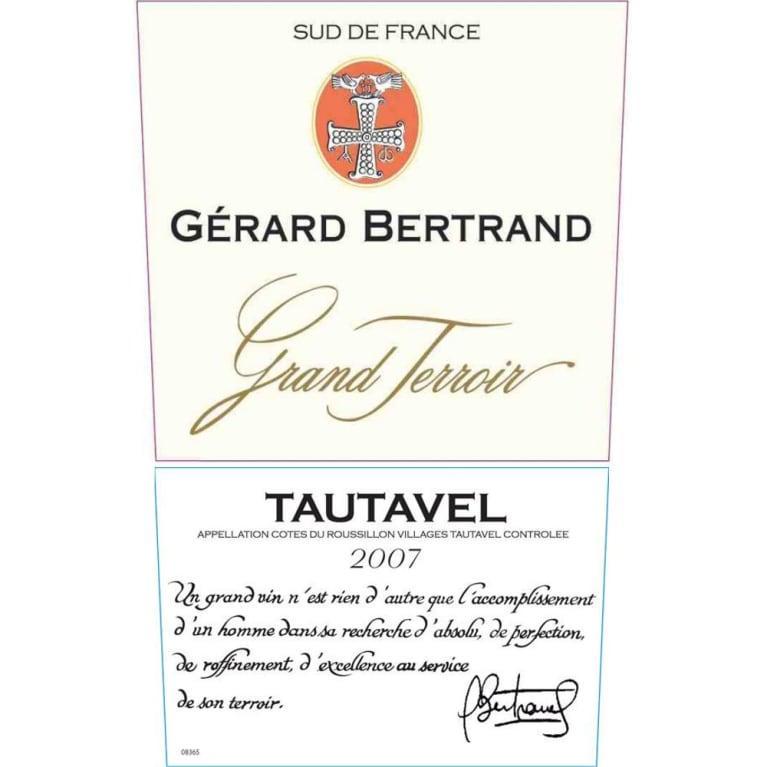 SUD DE FRANCE
GÉRARD BERTRAND
Grand Terroir
TAUTAVEL
APPELLATION COTES DU ROUSSILLON VILLAGES TAUTAVEL CONTROLEE
2007
Un grand vin n'est rien d'autre que l'accomplissement
d'un homme dans sa recherche d'absolu, de perfection,
de raffinement, d'excellence au service
de son terroir.
GBertrand
08365